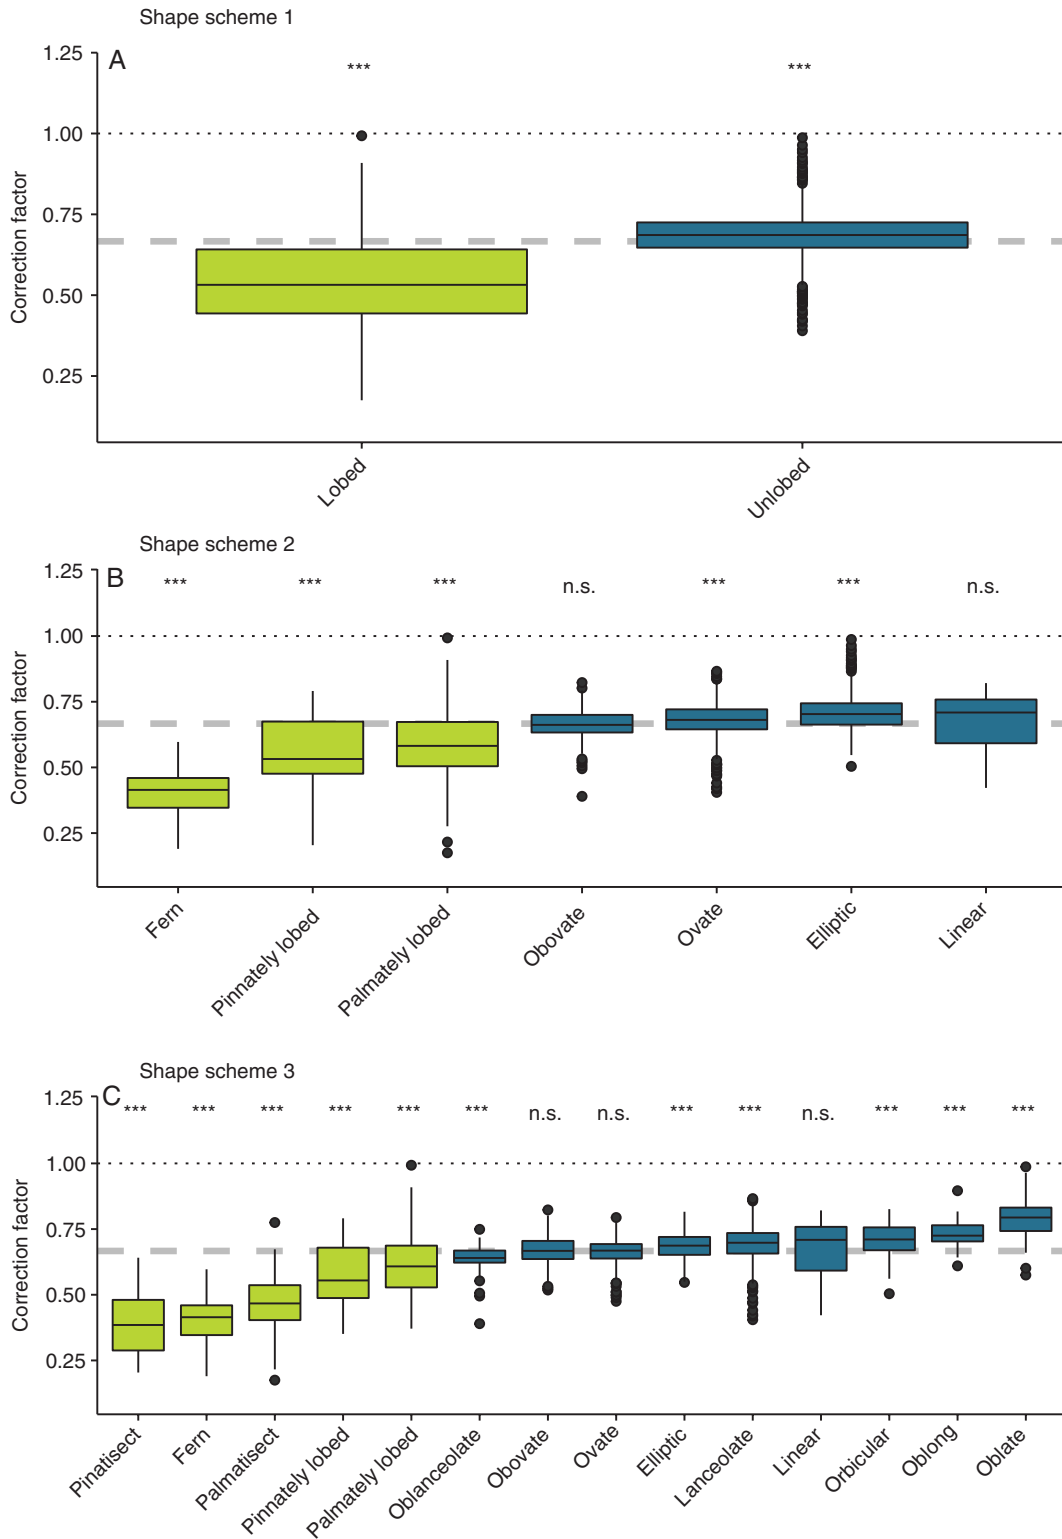 Shape scheme 1
A
*** ***
1.25
1.00
0.75
0.50
0.25
Correction factor
Lobed Unlobed
Shape scheme 2
B
*** *** *** n.s. *** *** n.s.
1.25
1.00
0.75
0.50
0.25
Correction factor
Fern Pinnately lobed Palmately lobed Obovate Ovate Elliptic Linear
Shape scheme 3
C
*** *** *** *** *** *** n.s. n.s. *** *** n.s. *** *** ***
1.25
1.00
0.75
0.50
0.25
Correction factor
Pinatisect Fern Palmatisect Pinnately lobed Palmately lobed Oblanceolate Obovate Ovate Elliptic Lanceolate Linear Orbicular Oblong Oblate